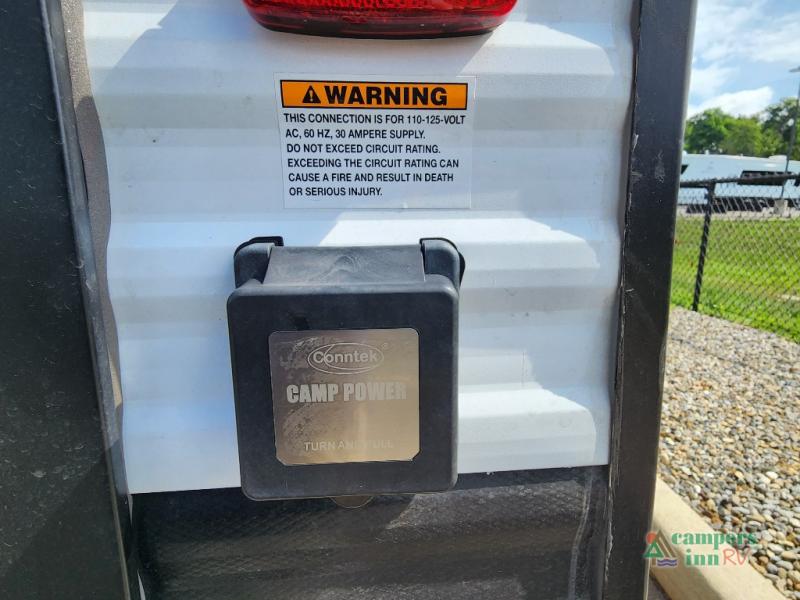 WARNING
THIS CONNECTION IS FOR 110-125-VOLT
AC, 60 HZ, 30 AMPERE SUPPLY.
DO NOT EXCEED CIRCUIT RATING.
EXCEEDING THE CIRCUIT RATING CAN
CAUSE A FIRE AND RESULT IN DEATH
OR SERIOUS INJURY.
Conntek®
CAMP POWER
TURN AND PULL
campers
inn RV